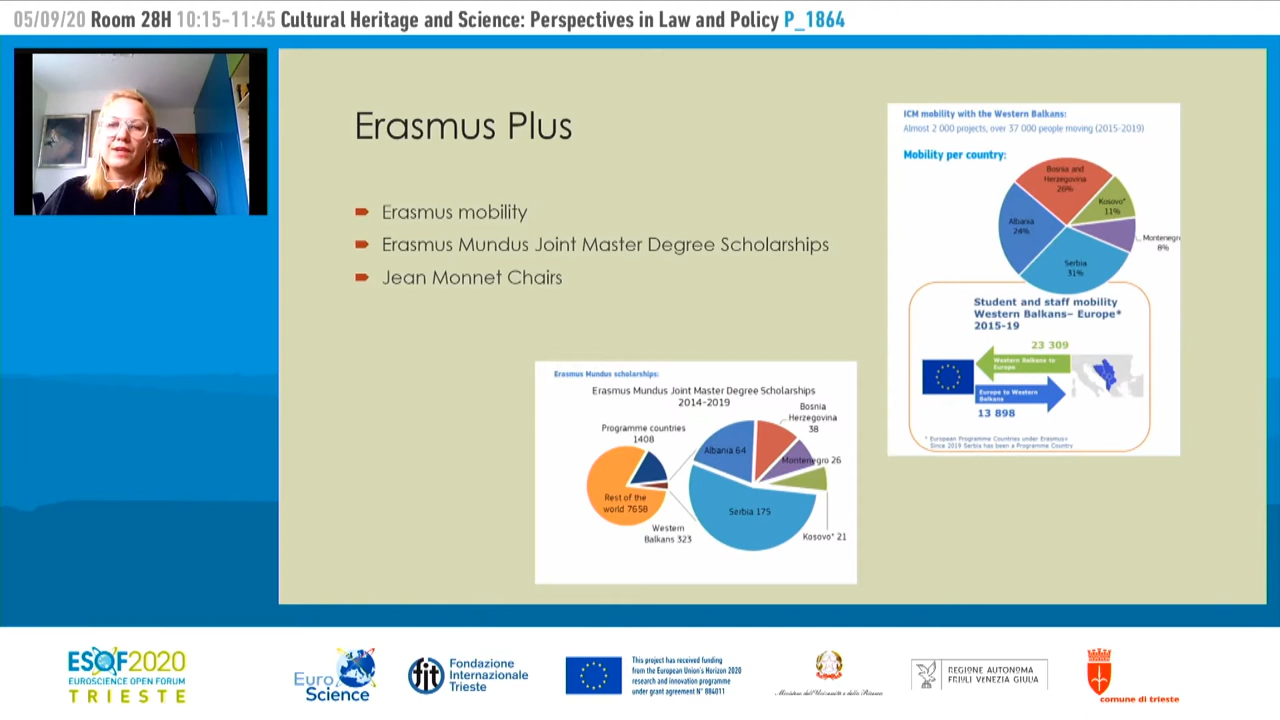 05/09/20 Room 28H 10:15-11:45 Cultural Heritage and Science: Perspectives in Law and Policy P_1864
Erasmus Plus
Erasmus mobility
Erasmus Mundus Joint Master Degree Scholarships
Jean Monnet Chairs
ICM mobility with the Western Balkans:
Almost 2 000 projects, over 37 000 people moving (2015-2019)
Mobility per country:
Bosnia and
Herzegovina
26%
Kosovo*
11%
Albania
24%
Montenegro
8%
Serbia
31%
Student and staff mobility
Western Balkans– Europe*
2015-19
23 309
Western Balkans to
Europe
Europe to Western
Balkans
13 898
* European Programme Countries under Erasmus+
Since 2019 Serbia has been a Programme Country
Erasmus Mundus scholarships:
Erasmus Mundus Joint Master Degree Scholarships
2014-2019
Programme countries
1408
Rest of the
world 7658
Western
Balkans 323
Albania 64
Bosnia
Herzegovina
38
Montenegro 26
Serbia 175
Kosovo* 21
ESOF2020
EUROSCIENCE OPEN FORUM
TRIESTE
Euro
Science
fit
Fondazione
Internazionale
Trieste
This project has received funding
from the European Union's Horizon 2020
research and innovation programme
under grant agreement N° 884011
Ministero dell'Università e della Ricerca
REGIONE AUTONOMA
FRIULI VENEZIA GIULIA
comune di trieste